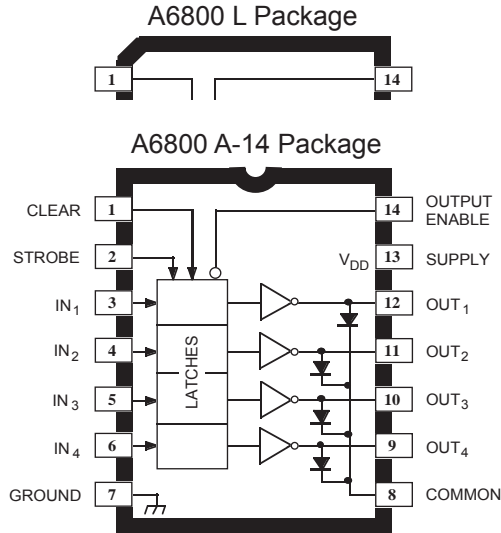 A6800 L Package
1 14
A6800 A-14 Package
CLEAR 1 14 OUTPUT ENABLE
STROBE 2 V_DD 13 SUPPLY
IN₁ 3 12 OUT₁
IN₂ 4 11 OUT₂
LATCHES
IN₃ 5 10 OUT₃
IN₄ 6 9 OUT₄
GROUND 7 8 COMMON